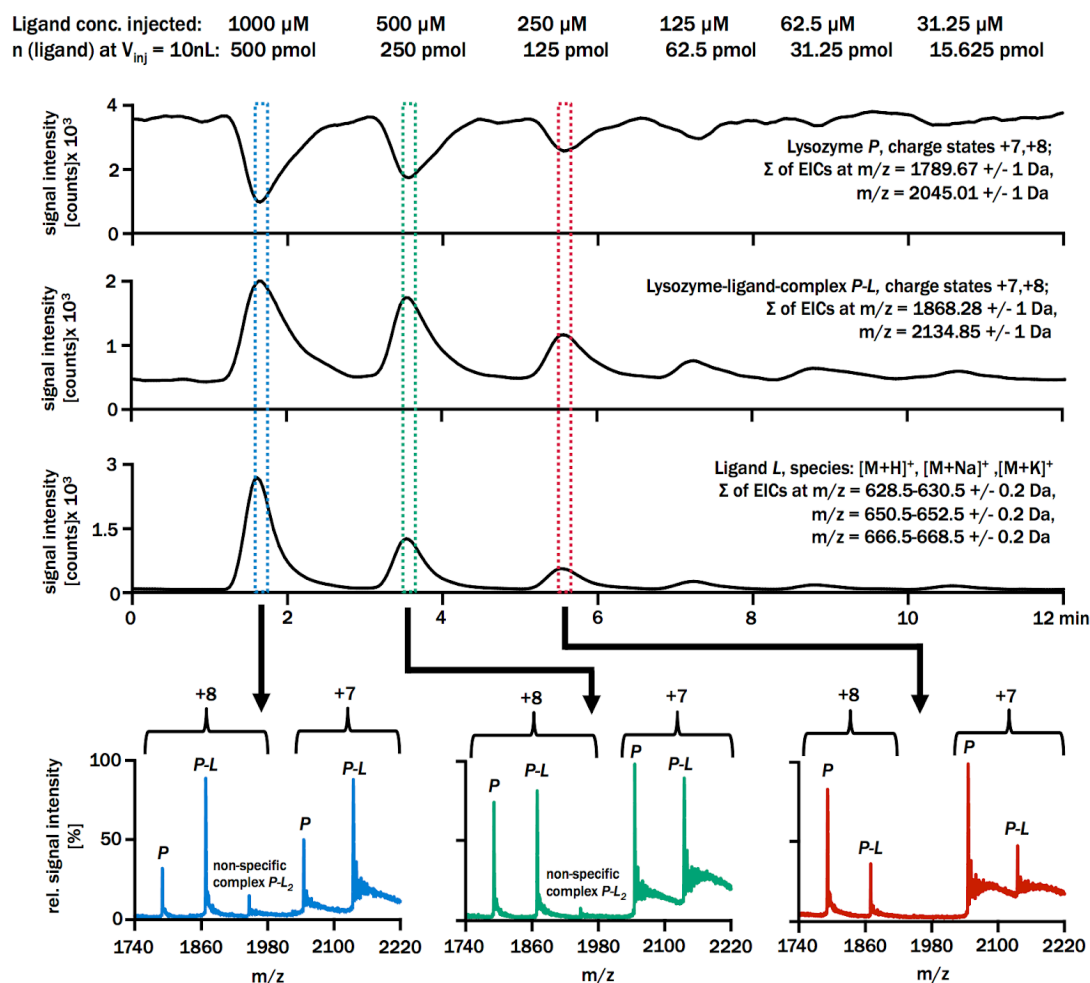 Ligand conc. injected: 1000 µM 500 µM 250 µM 125 µM 62.5 µM 31.25 µM
n (ligand) at Vinj = 10nL: 500 pmol 250 pmol 125 pmol 62.5 pmol 31.25 pmol 15.625 pmol
signal intensity
[counts]x 10³
4
2
0
Lysozyme P, charge states +7,+8;
Σ of EICs at m/z = 1789.67 +/- 1 Da,
m/z = 2045.01 +/- 1 Da
signal intensity
[counts]x 10³
2
1
0
Lysozyme-ligand-complex P-L, charge states +7,+8;
Σ of EICs at m/z = 1868.28 +/- 1 Da,
m/z = 2134.85 +/- 1 Da
signal intensity
[counts]x 10³
3
1.5
0
Ligand L, species: [M+H]⁺, [M+Na]⁺ ,[M+K]⁺
Σ of EICs at m/z = 628.5-630.5 +/- 0.2 Da,
m/z = 650.5-652.5 +/- 0.2 Da,
m/z = 666.5-668.5 +/- 0.2 Da
0 2 4 6 8 10 12 min
+8 +7
+8 +7
+8 +7
rel. signal intensity
[%]
100
50
0
P P-L P P-L
non-specific
complex P-L₂
1740 1860 1980 2100 2220
m/z
P P-L P P-L
non-specific
complex P-L₂
1740 1860 1980 2100 2220
m/z
P P-L P P-L
1740 1860 1980 2100 2220
m/z